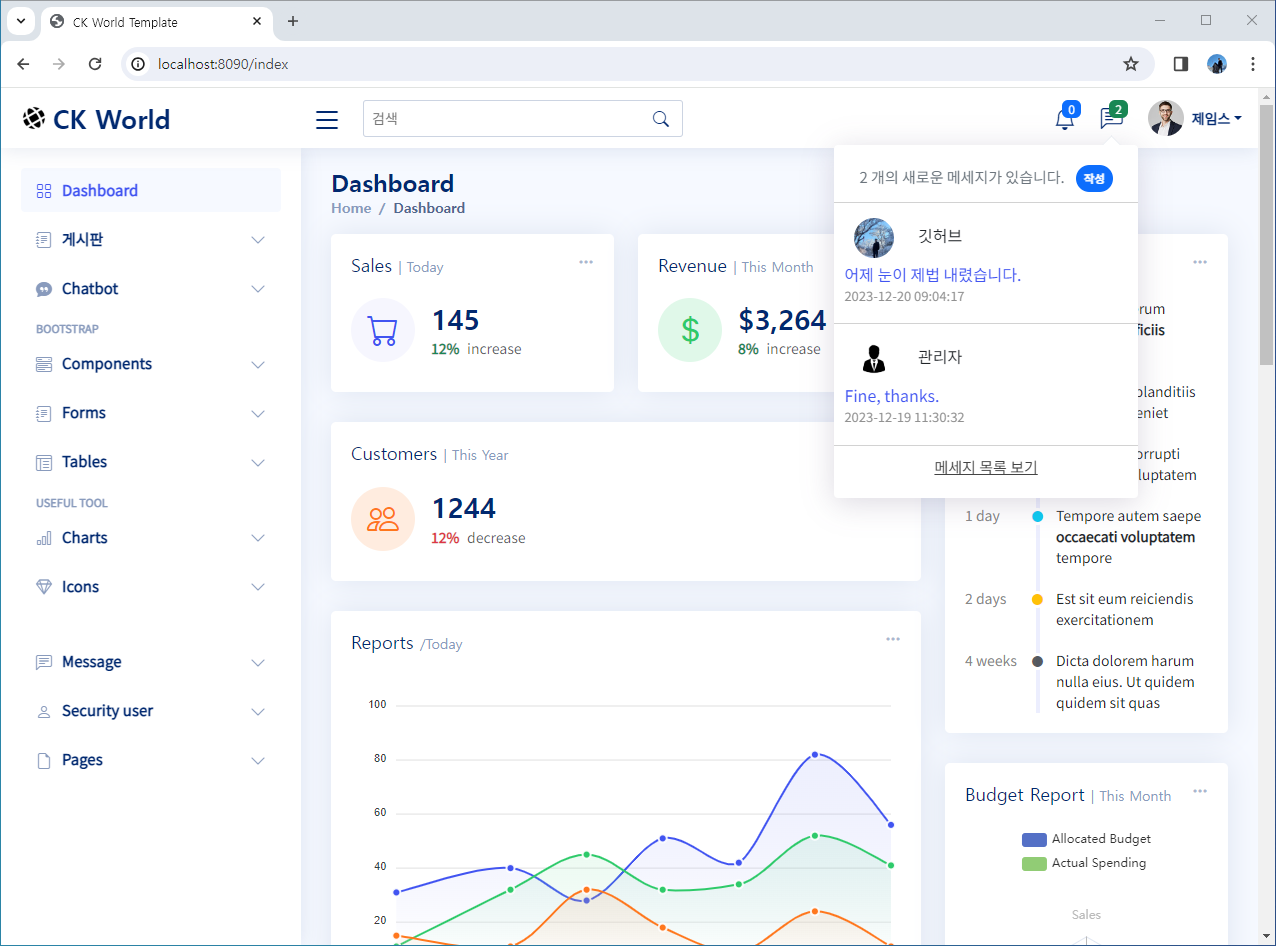 CK World Template
localhost:8090/index
CK World
검색
0
2
제임스
Dashboard
게시판
Chatbot
BOOTSTRAP
Components
Forms
Tables
USEFUL TOOL
Charts
Icons
Message
Security user
Pages
Dashboard
Home / Dashboard
Sales | Today
145
12% increase
Revenue | This Month
$3,264
8% increase
Customers | This Year
1244
12% decrease
Reports /Today
100
80
60
40
20
2 개의 새로운 메세지가 있습니다. 작성
깃허브
어제 눈이 제법 내렸습니다.
2023-12-20 09:04:17
관리자
Fine, thanks.
2023-12-19 11:30:32
메세지 목록 보기
1 day
Tempore autem saepe
occaecati voluptatem
tempore
2 days
Est sit eum reiciendis
exercitationem
4 weeks
Dicta dolorem harum
nulla eius. Ut quidem
quidem sit quas
Budget Report | This Month
Allocated Budget
Actual Spending
Sales